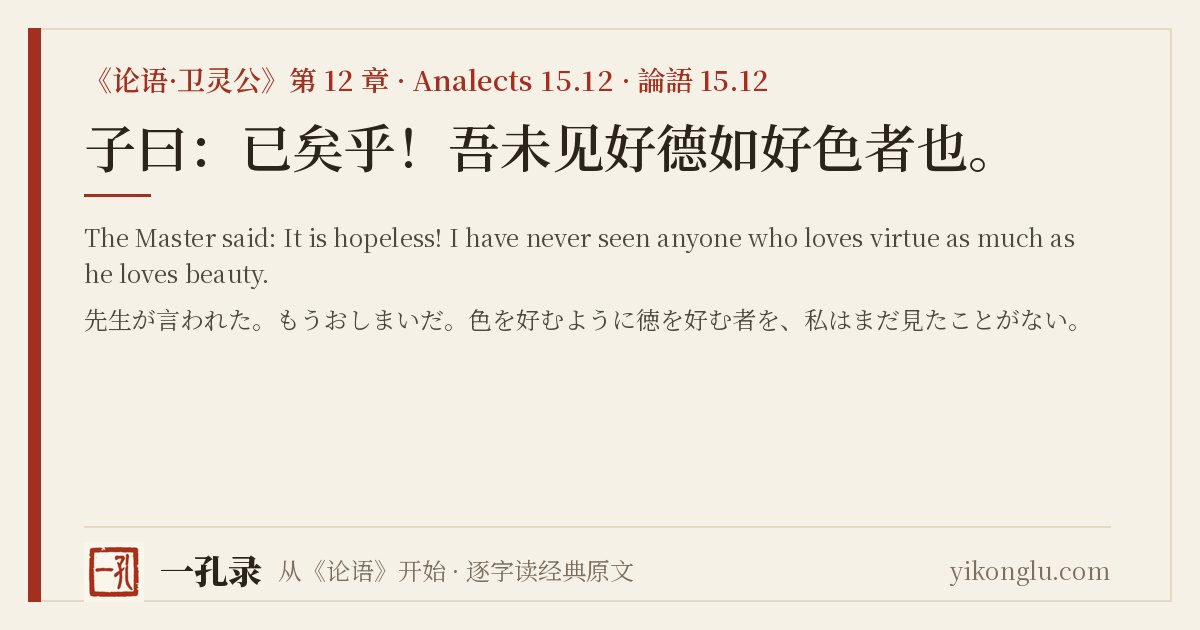 《论语·卫灵公》第 12 章 · Analects 15.12 · 論語 15.12
子曰：已矣乎！吾未见好德如好色者也。
The Master said: It is hopeless! I have never seen anyone who loves virtue as much as
he loves beauty.
先生が言われた。もうおしまいだ。色を好むように徳を好む者を、私はまだ見たことがない。
一孔
一孔录 从《论语》开始 · 逐字读经典原文 yikonglu.com